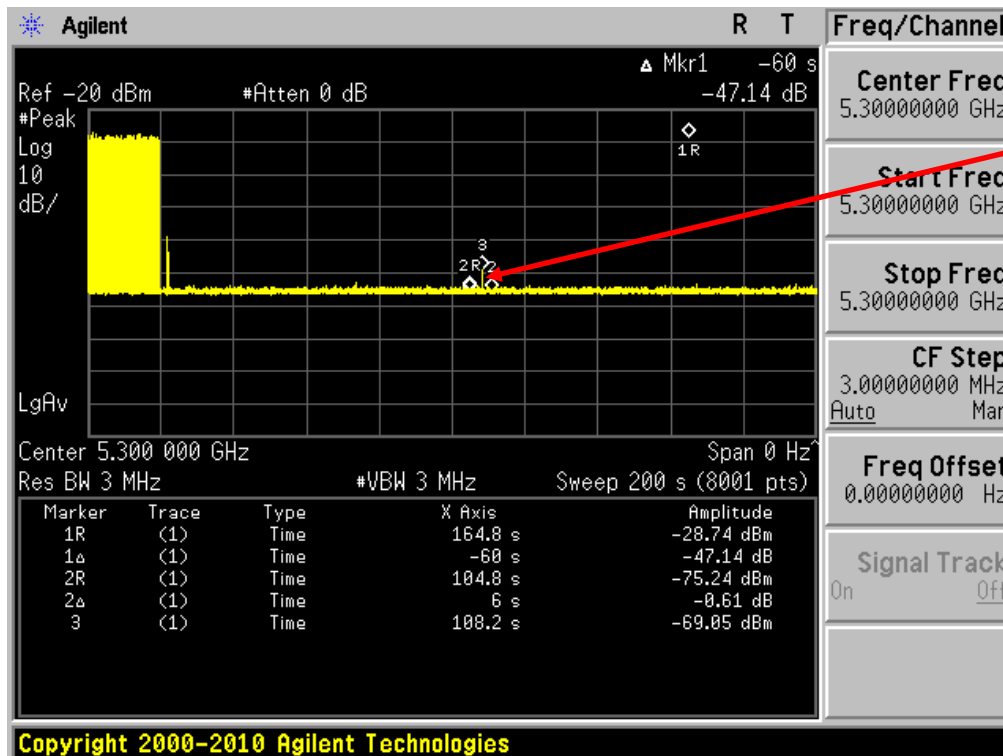 Agilent R T
Freq/Channel
Δ Mkr1 -60 s
Ref -20 dBm #Atten 0 dB -47.14 dB
#Peak
Log
10
dB/
1R
3
2R 2
LgAv
Center 5.300 000 GHz Span 0 Hz^
Res BW 3 MHz #VBW 3 MHz Sweep 200 s (8001 pts)
Marker Trace Type X Axis Amplitude
1R (1) Time 164.8 s -28.74 dBm
1Δ (1) Time -60 s -47.14 dB
2R (1) Time 104.8 s -75.24 dBm
2Δ (1) Time 6 s -0.61 dB
3 (1) Time 108.2 s -69.05 dBm
Center Freq
5.30000000 GHz
Start Freq
5.30000000 GHz
Stop Freq
5.30000000 GHz
CF Step
3.00000000 MHz
Auto Man
Freq Offset
0.00000000 Hz
Signal Track
On Off
Copyright 2000-2010 Agilent Technologies